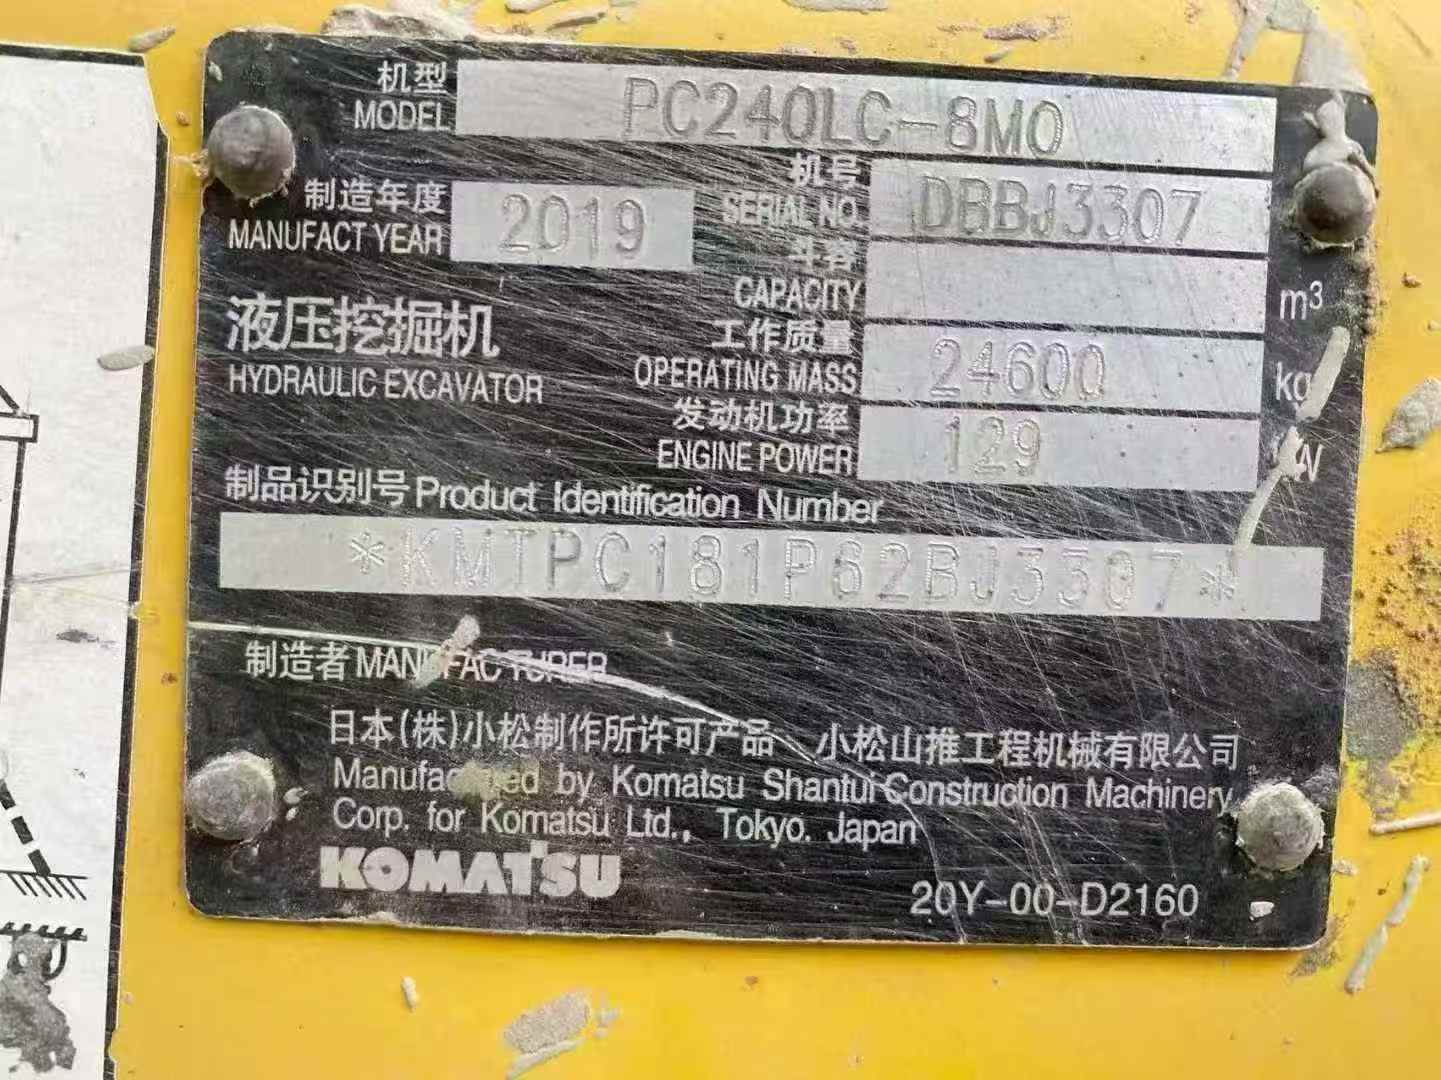 机型
MODEL PC240LC-8M0
制造年度 机号
MANUFACT YEAR 2019 SERIAL NO. DBBJ3307
斗容
CAPACITY m³
液压挖掘机 工作质量
HYDRAULIC EXCAVATOR OPERATING MASS 24600 kg
发动机功率
ENGINE POWER 129 kW
制品识别号 Product Identification Number
*KMTPC181P62BJ3307*
制造者 MANUFACTURER
日本(株)小松制作所许可产品 小松山推工程机械有限公司
Manufactured by Komatsu Shantui Construction Machinery
Corp. for Komatsu Ltd., Tokyo. Japan
KOMATSU
20Y-00-D2160